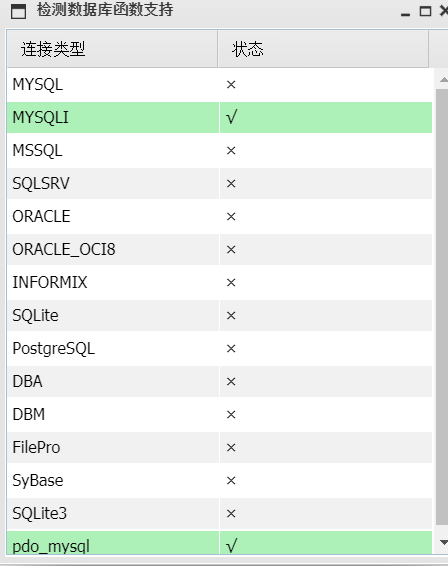 检测数据库函数支持
连接类型 状态
MYSQL ×
MYSQLI √
MSSQL ×
SQLSRV ×
ORACLE ×
ORACLE_OCI8 ×
INFORMIX ×
SQLite ×
PostgreSQL ×
DBA ×
DBM ×
FilePro ×
SyBase ×
SQLite3 ×
pdo_mysql √